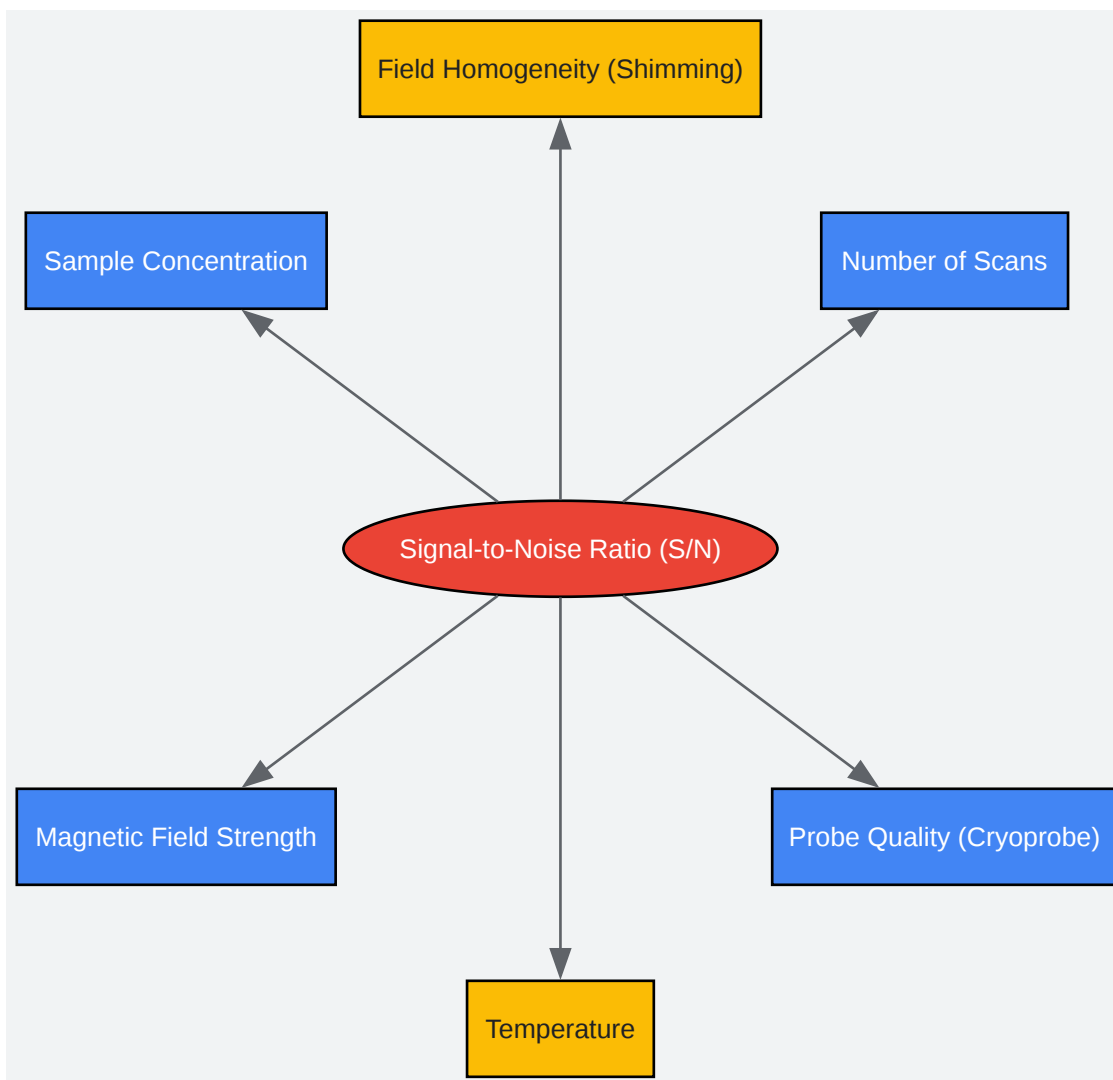 Field Homogeneity (Shimming)
Sample Concentration
Number of Scans
Signal-to-Noise Ratio (S/N)
Magnetic Field Strength
Probe Quality (Cryoprobe)
Temperature